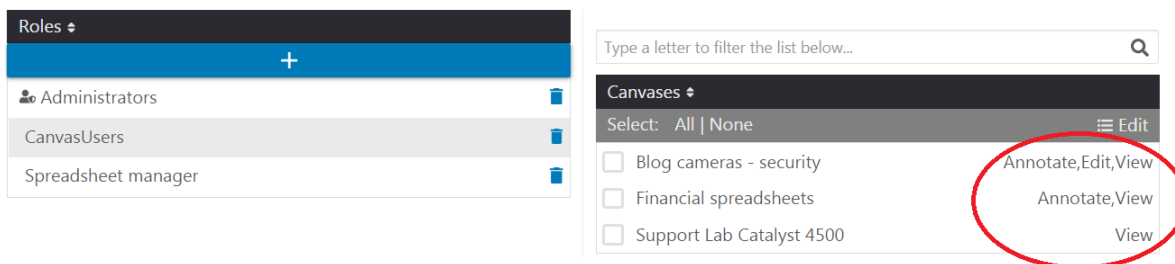 Roles
+
Administrators
CanvasUsers
Spreadsheet manager
Type a letter to filter the list below...
Canvases
Select: All | None Edit
Blog cameras - security Annotate,Edit,View
Financial spreadsheets Annotate,View
Support Lab Catalyst 4500 View